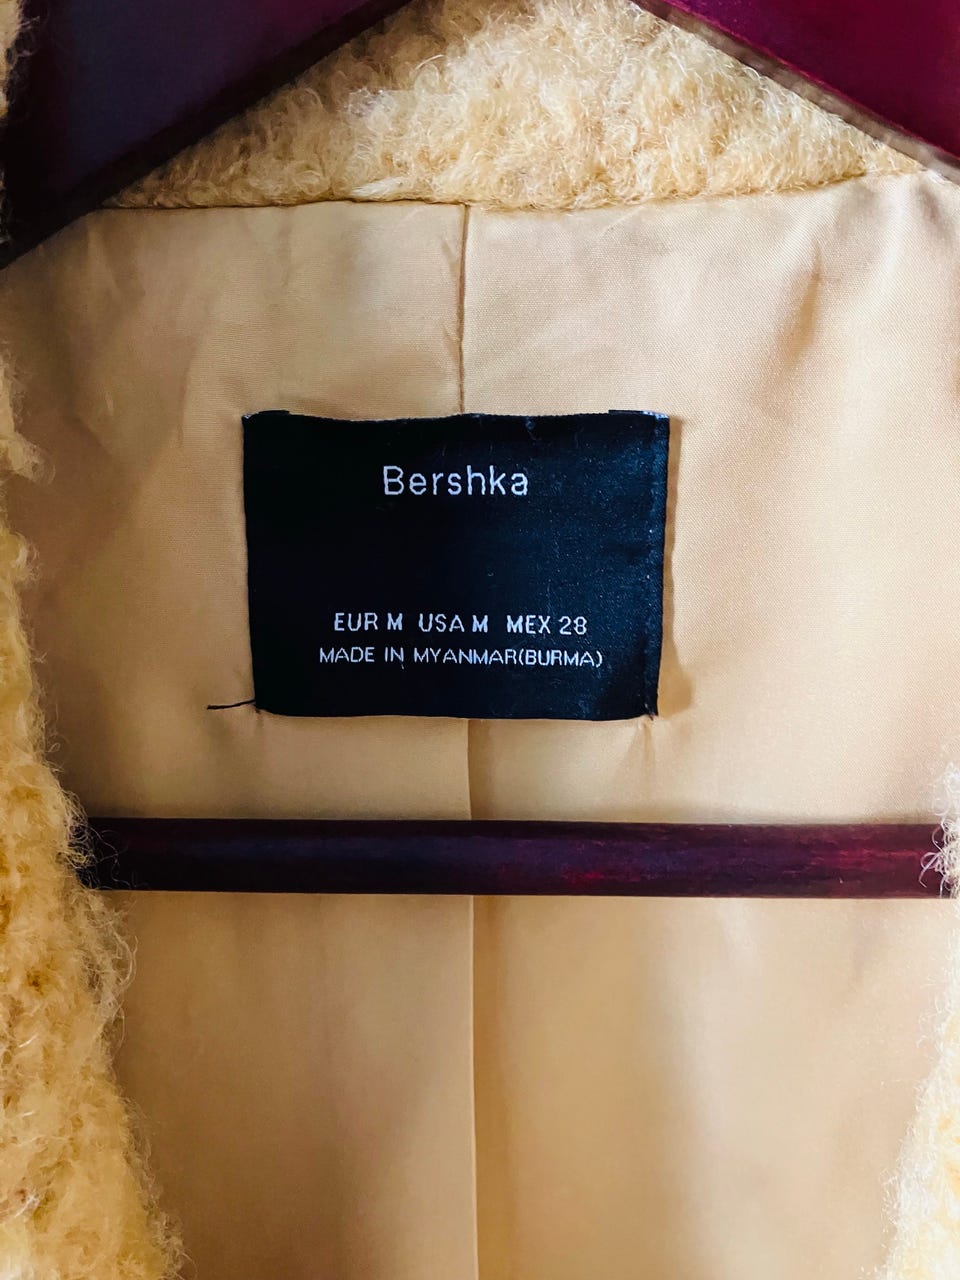 Bershka
EUR M USA M MEX 28
MADE IN MYANMAR(BURMA)